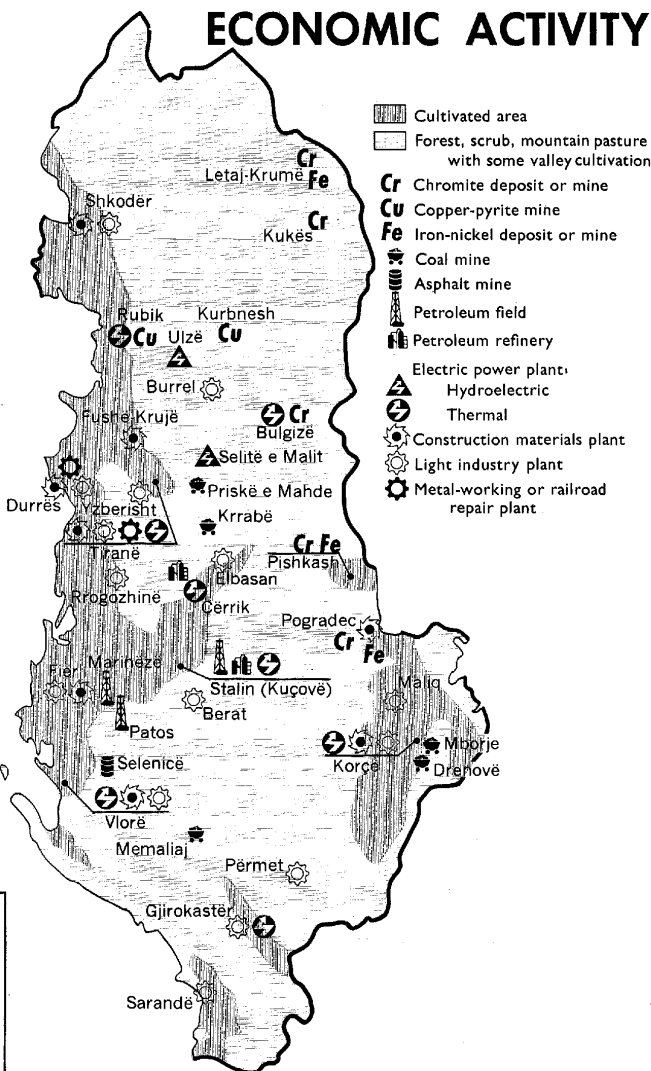 ECONOMIC ACTIVITY
Cultivated area
Forest, scrub, mountain pasture
with some valley cultivation
Cr Chromite deposit or mine
Cu Copper-pyrite mine
Fe Iron-nickel deposit or mine
Coal mine
Asphalt mine
Petroleum field
Petroleum refinery
Electric power plants
Hydroelectric
Thermal
Construction materials plant
Light industry plant
Metal-working or railroad
repair plant
Cr
Letaj-Krumë Fe
Shkodër
Cr
Kukës
Rubik
Kurbnesh
Cu
Ulzë
Cu
Burrel
Fushë-Krujë
Cr
Bulgizë
Selitë e Malit
Durrës
Yzberisht
Priskë e Mahde
Krrabë
Tiranë
Cr Fe
Pishkash
Elbasan
Rrogozhinë
Cërrik
Pogradec
Cr Fe
Marinëzë
Fier
Stalin (Kuçovë)
Maliq
Berat
Patos
Mborje
Korçë
Drenovë
Selenicë
Vlorë
Memaliaj
Përmet
Gjirokastër
Sarandë